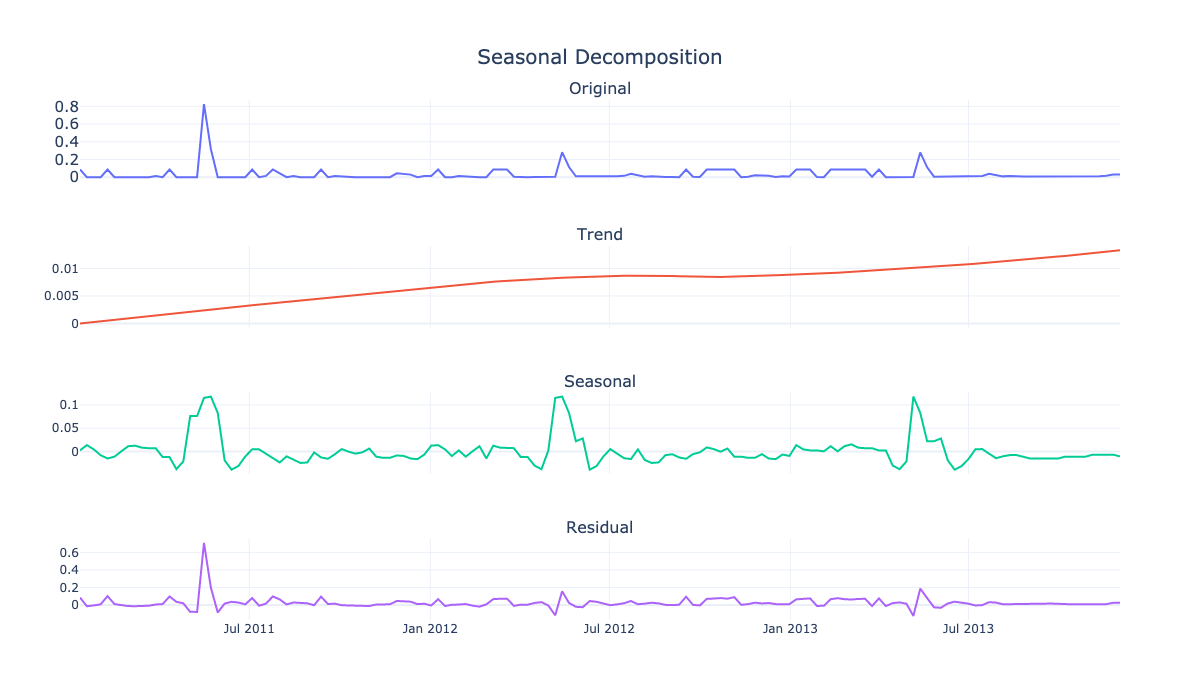 Seasonal Decomposition
Original
0.8
0.6
0.4
0.2
0
Trend
0.01
0.005
0
Seasonal
0.1
0.05
0
Residual
0.6
0.4
0.2
0
Jul 2011 Jan 2012 Jul 2012 Jan 2013 Jul 2013